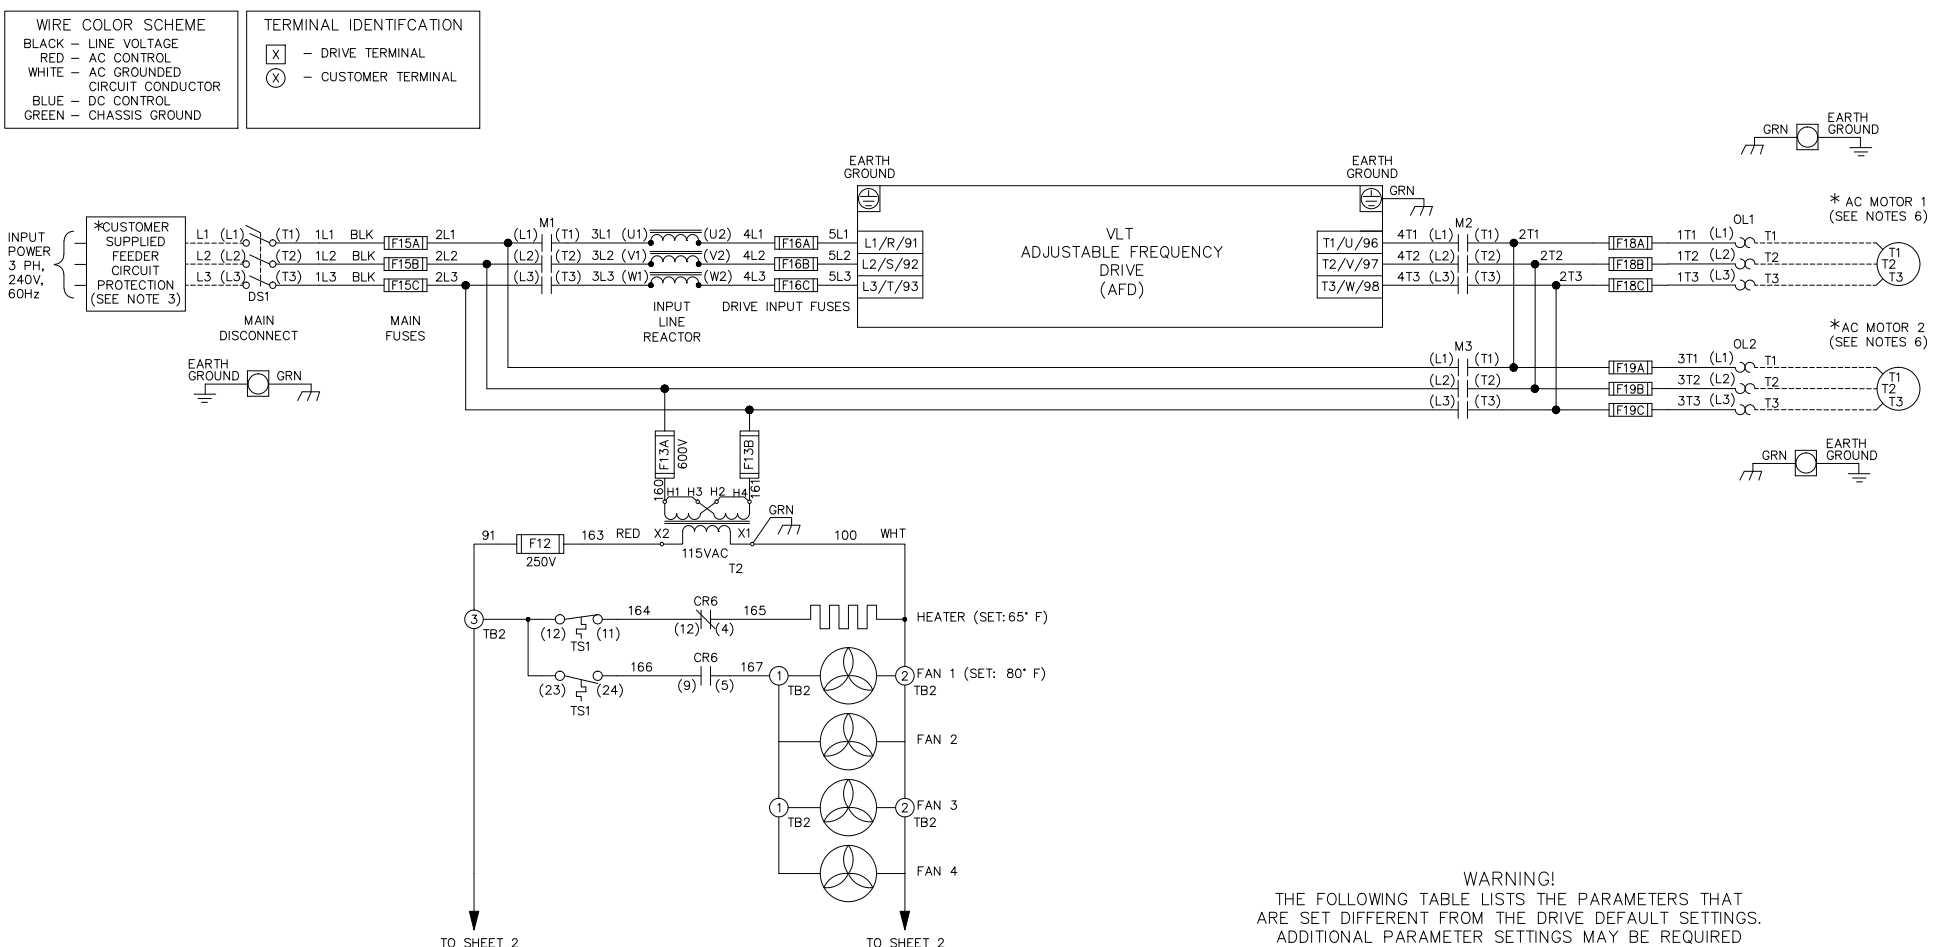 WIRE COLOR SCHEME
BLACK – LINE VOLTAGE
RED – AC CONTROL
WHITE – AC GROUNDED
CIRCUIT CONDUCTOR
BLUE – DC CONTROL
GREEN – CHASSIS GROUND
TERMINAL IDENTIFCATION
X – DRIVE TERMINAL
X – CUSTOMER TERMINAL
INPUT
POWER
3 PH,
240V,
60Hz
*CUSTOMER
SUPPLIED
FEEDER
CIRCUIT
PROTECTION
(SEE NOTE 3)
L1 (L1) (T1) 1L1 BLK F15A 2L1
L2 (L2) (T2) 1L2 BLK F15B 2L2
L3 (L3) (T3) 1L3 BLK F15C 2L3
DS1
MAIN
DISCONNECT
MAIN
FUSES
EARTH
GROUND GRN
M1
(L1) (T1) 3L1 (U1) (U2) 4L1 F16A 5L1
(L2) (T2) 3L2 (V1) (V2) 4L2 F16B 5L2
(L3) (T3) 3L3 (W1) (W2) 4L3 F16C 5L3
INPUT
LINE
REACTOR
DRIVE INPUT FUSES
EARTH
GROUND
L1/R/91
L2/S/92
L3/T/93
VLT
ADJUSTABLE FREQUENCY
DRIVE
(AFD)
EARTH
GROUND
GRN
T1/U/96
T2/V/97
T3/W/98
M2
4T1 (L1) (T1) 2T1 F18A 1T1 (L1) T1
4T2 (L2) (T2) 2T2 F18B 1T2 (L2) T2
4T3 (L3) (T3) 2T3 F18C 1T3 (L3) T3
OL1
GRN EARTH
GROUND
* AC MOTOR 1
(SEE NOTES 6)
T1
T2
T3
M3
(L1) (T1) F19A 3T1 (L1) T1
(L2) (T2) F19B 3T2 (L2) T2
(L3) (T3) F19C 3T3 (L3) T3
OL2
* AC MOTOR 2
(SEE NOTES 6)
T1
T2
T3
GRN EARTH
GROUND
F13A
600V
F13B
160
161
H1 H3 H2 H4
GRN
91 F12 163 RED X2 X1 100 WHT
250V
115VAC
T2
3
TB2
(12) (11) 164 CR6 165 HEATER (SET: 65° F)
TS1
(12) (4)
(23) (24) 166 CR6 167 1 2 FAN 1 (SET: 80° F)
TS1
(9) (5)
TB2 TB2
FAN 2
1 2 FAN 3
TB2 TB2
FAN 4
TO SHEET 2
TO SHEET 2
WARNING!
THE FOLLOWING TABLE LISTS THE PARAMETERS THAT
ARE SET DIFFERENT FROM THE DRIVE DEFAULT SETTINGS.
ADDITIONAL PARAMETER SETTINGS MAY BE REQUIRED